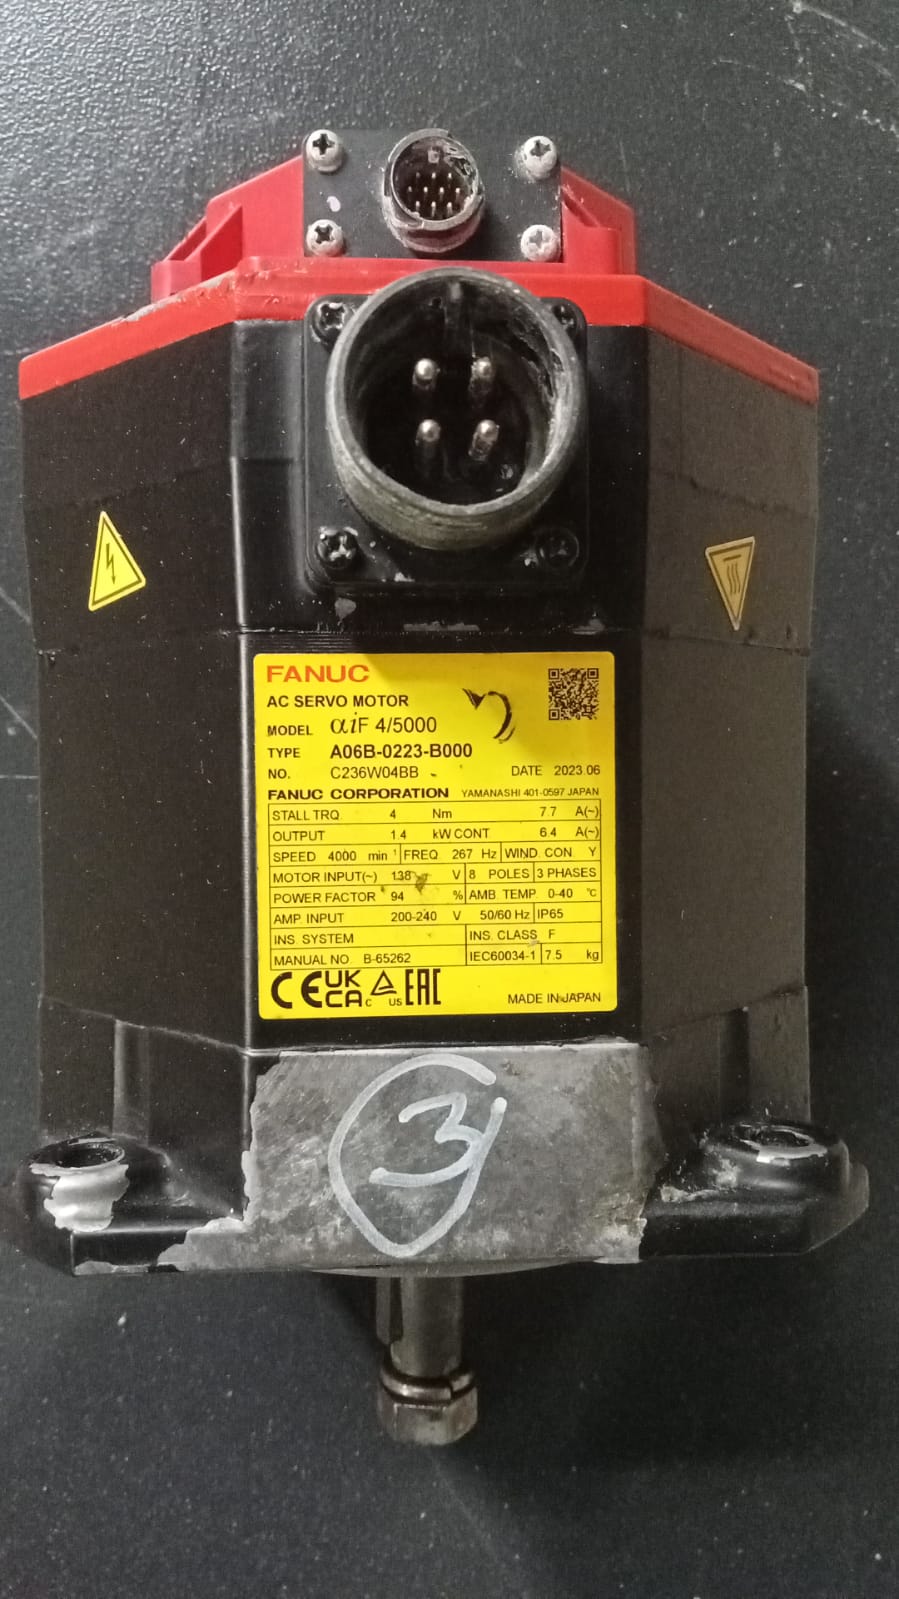 FANUC
AC SERVO MOTOR
MODEL αiF 4/5000
TYPE A06B-0223-B000
NO. C236W04BB DATE 2023.06
FANUC CORPORATION YAMANASHI 401-0597 JAPAN
STALL TRQ. 4 Nm 7.7 A(~)
OUTPUT 1.4 kW CONT. 6.4 A(~)
SPEED 4000 min⁻¹ FREQ. 267 Hz WIND. CON. Y
MOTOR INPUT(~) 138 V 8 POLES 3 PHASES
POWER FACTOR 94 % AMB. TEMP. 0-40 °C
AMP. INPUT 200-240 V 50/60 Hz IP65
INS. SYSTEM INS. CLASS F
MANUAL NO. B-65262 IEC60034-1 7.5 kg
CE UK CA C US EAC MADE IN JAPAN
3